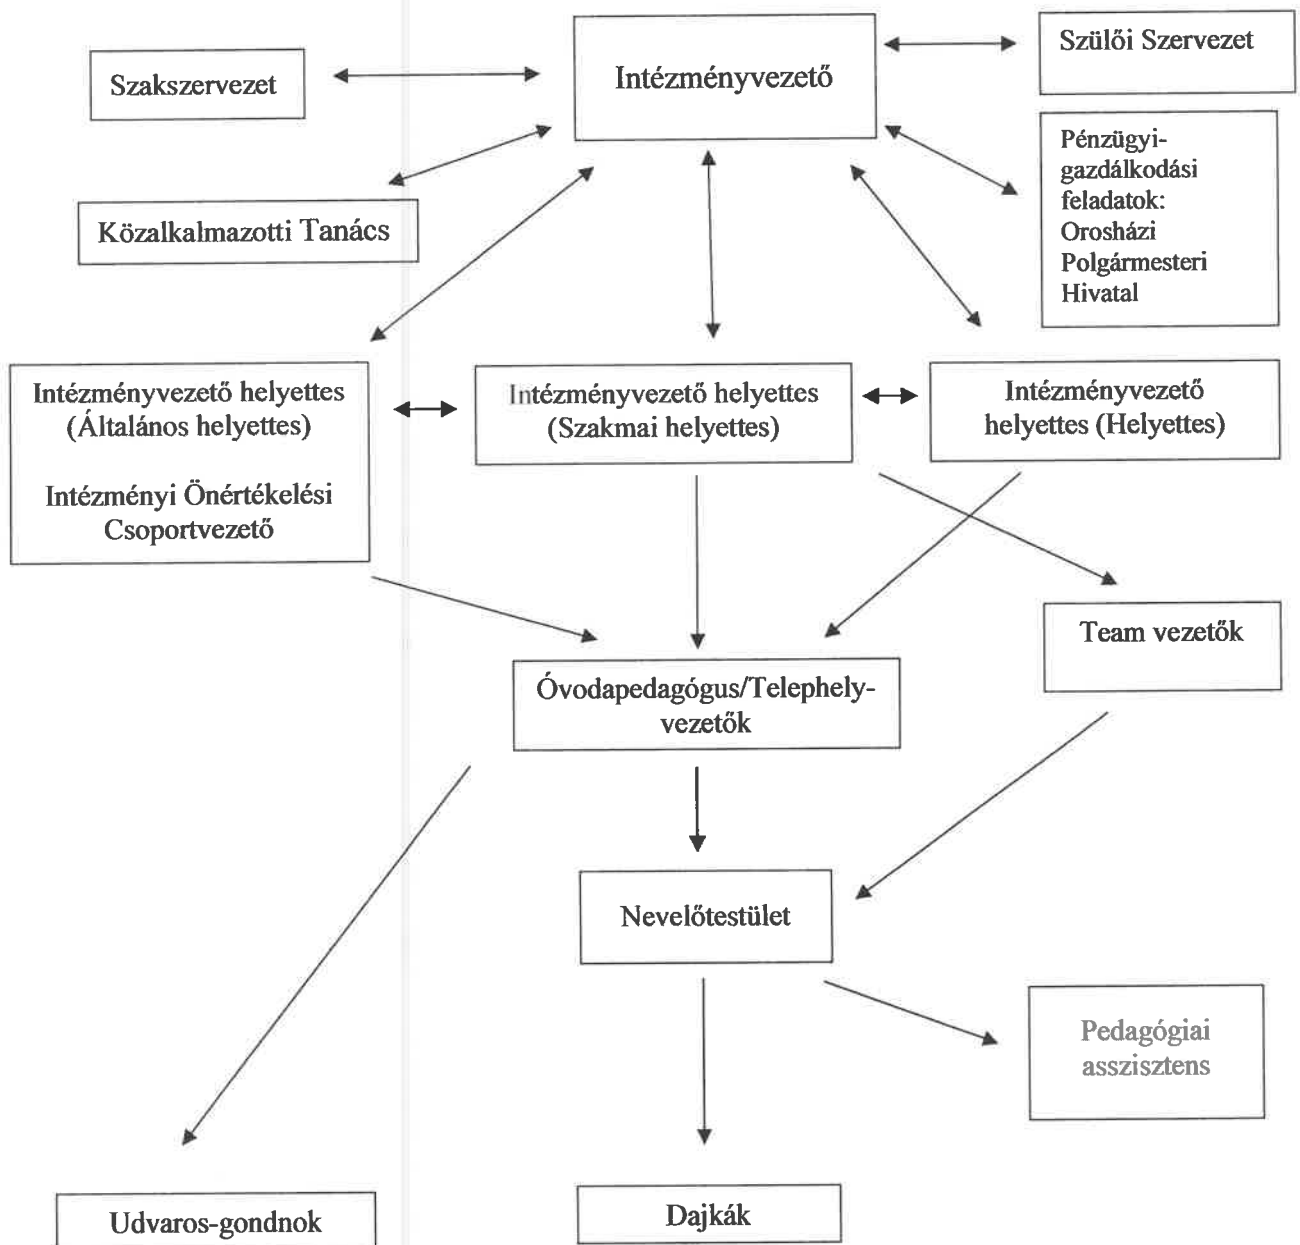 Szakszervezet
Intézményvezető
Szülői Szervezet
Közalkalmazotti Tanács
Pénzügyi-
gazdálkodási
feladatok:
Orosházi
Polgármesteri
Hivatal
Intézményvezető helyettes
(Általános helyettes)
Intézményi Önértékelési
Csoportvezető
Intézményvezető helyettes
(Szakmai helyettes)
Intézményvezető
helyettes (Helyettes)
Team vezetők
Óvodapedagógus/Telephely-
vezetők
Nevelőtestület
Pedagógiai
asszisztens
Udvaros-gondnok
Dajkák